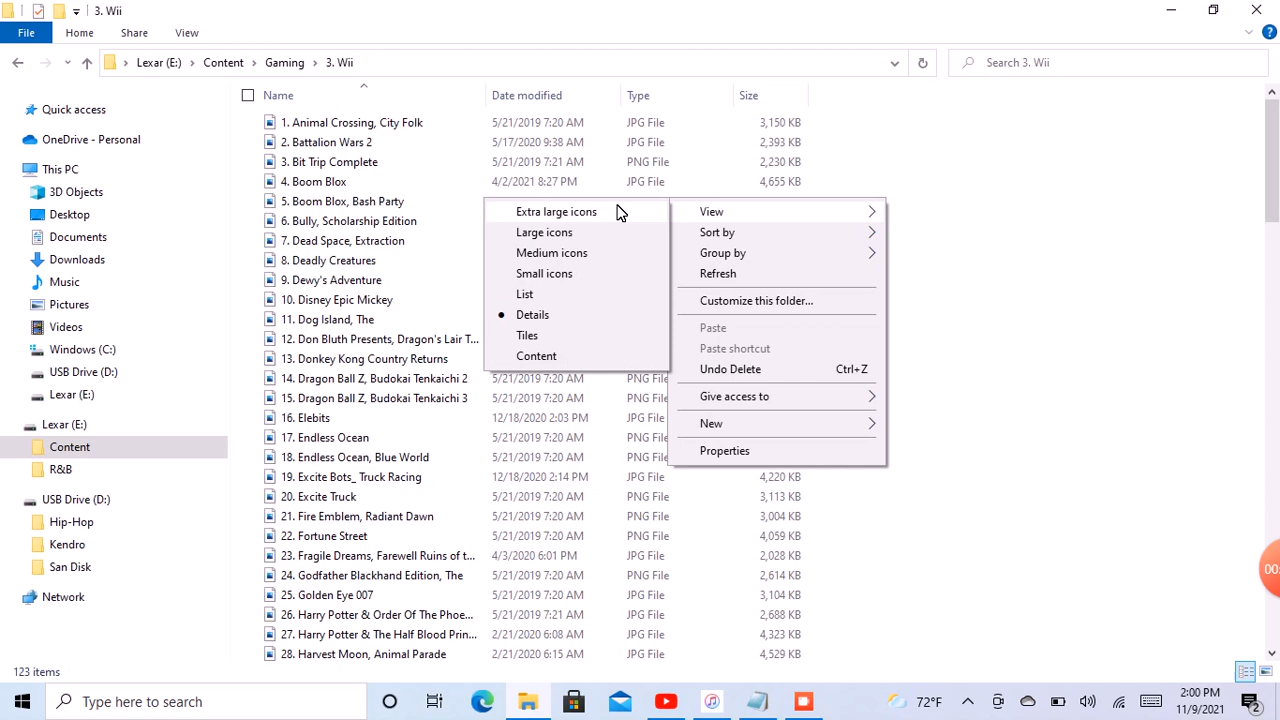 3. Wii
File Home Share View
Lexar (E:) Content Gaming 3. Wii Search 3. Wii
Name Date modified Type Size
Quick access
OneDrive - Personal
This PC
3D Objects
Desktop
Documents
Downloads
Music
Pictures
Videos
Windows (C:)
USB Drive (D:)
Lexar (E:)
Lexar (E:)
Content
R&B
USB Drive (D:)
Hip-Hop
Kendro
San Disk
Network
1. Animal Crossing, City Folk 5/21/2019 7:20 AM JPG File 3,150 KB
2. Battalion Wars 2 5/17/2020 9:38 AM JPG File 2,393 KB
3. Bit Trip Complete 5/21/2019 7:21 AM PNG File 2,230 KB
4. Boom Blox 4/2/2021 8:27 PM JPG File 4,655 KB
5. Boom Blox, Bash Party
6. Bully, Scholarship Edition
7. Dead Space, Extraction
8. Deadly Creatures
9. Dewy's Adventure
10. Disney Epic Mickey
11. Dog Island, The
12. Don Bluth Presents, Dragon's Lair T...
13. Donkey Kong Country Returns
14. Dragon Ball Z, Budokai Tenkaichi 2 5/21/2019 7:20 AM PNG File
15. Dragon Ball Z, Budokai Tenkaichi 3 5/21/2019 7:20 AM PNG File
16. Elebits 12/18/2020 2:03 PM JPG File
17. Endless Ocean 5/21/2019 7:20 AM PNG File
18. Endless Ocean, Blue World 5/21/2019 7:20 AM PNG File
19. Excite Bots_ Truck Racing 12/18/2020 2:14 PM JPG File 4,220 KB
20. Excite Truck 5/21/2019 7:20 AM PNG File 3,113 KB
21. Fire Emblem, Radiant Dawn 5/21/2019 7:20 AM PNG File 3,004 KB
22. Fortune Street 5/21/2019 7:20 AM PNG File 4,059 KB
23. Fragile Dreams, Farewell Ruins of t... 4/3/2020 6:01 PM JPG File 2,028 KB
24. Godfather Blackhand Edition, The 5/21/2019 7:20 AM PNG File 2,614 KB
25. Golden Eye 007 5/21/2019 7:20 AM JPG File 3,104 KB
26. Harry Potter & Order Of The Phoe... 5/21/2019 7:21 AM JPG File 2,688 KB
27. Harry Potter & The Half Blood Prin... 2/21/2020 6:08 AM JPG File 4,323 KB
28. Harvest Moon, Animal Parade 2/21/2020 6:15 AM JPG File 4,529 KB
Extra large icons
Large icons
Medium icons
Small icons
List
Details
Tiles
Content
View
Sort by
Group by
Refresh
Customize this folder...
Paste
Paste shortcut
Undo Delete Ctrl+Z
Give access to
New
Properties
00:
123 items
Type here to search 72°F 2:00 PM
11/9/2021
2